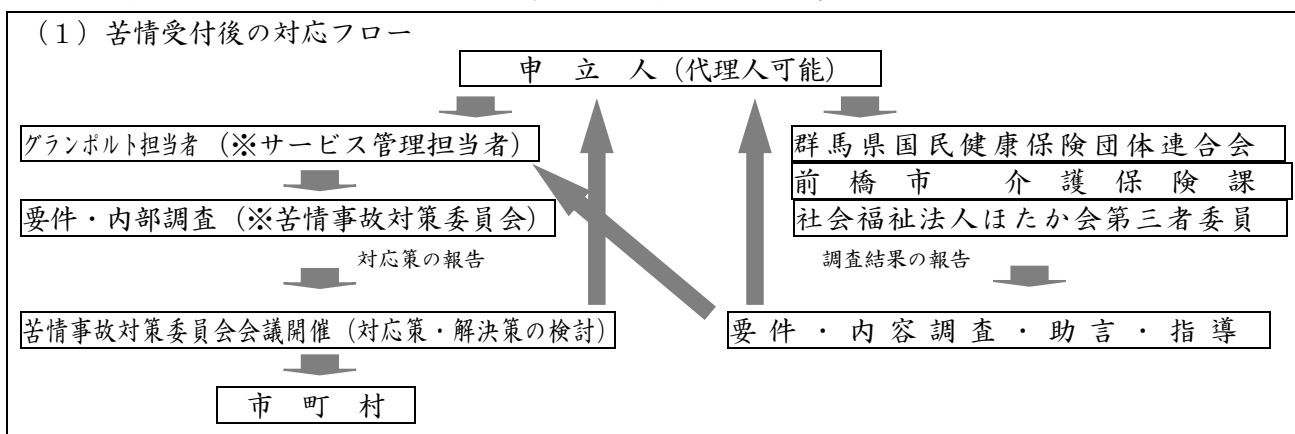 （１）苦情受付後の対応フロー
申立人（代理人可能）
グランポルト担当者（※サービス管理担当者）
群馬県国民健康保険団体連合会
前橋市　介護保険課
要件・内部調査（※苦情事故対策委員会）
社会福祉法人ほたか会第三者委員
対応策の報告
調査結果の報告
苦情事故対策委員会会議開催（対応策・解決策の検討）
要件・内容調査・助言・指導
市町村